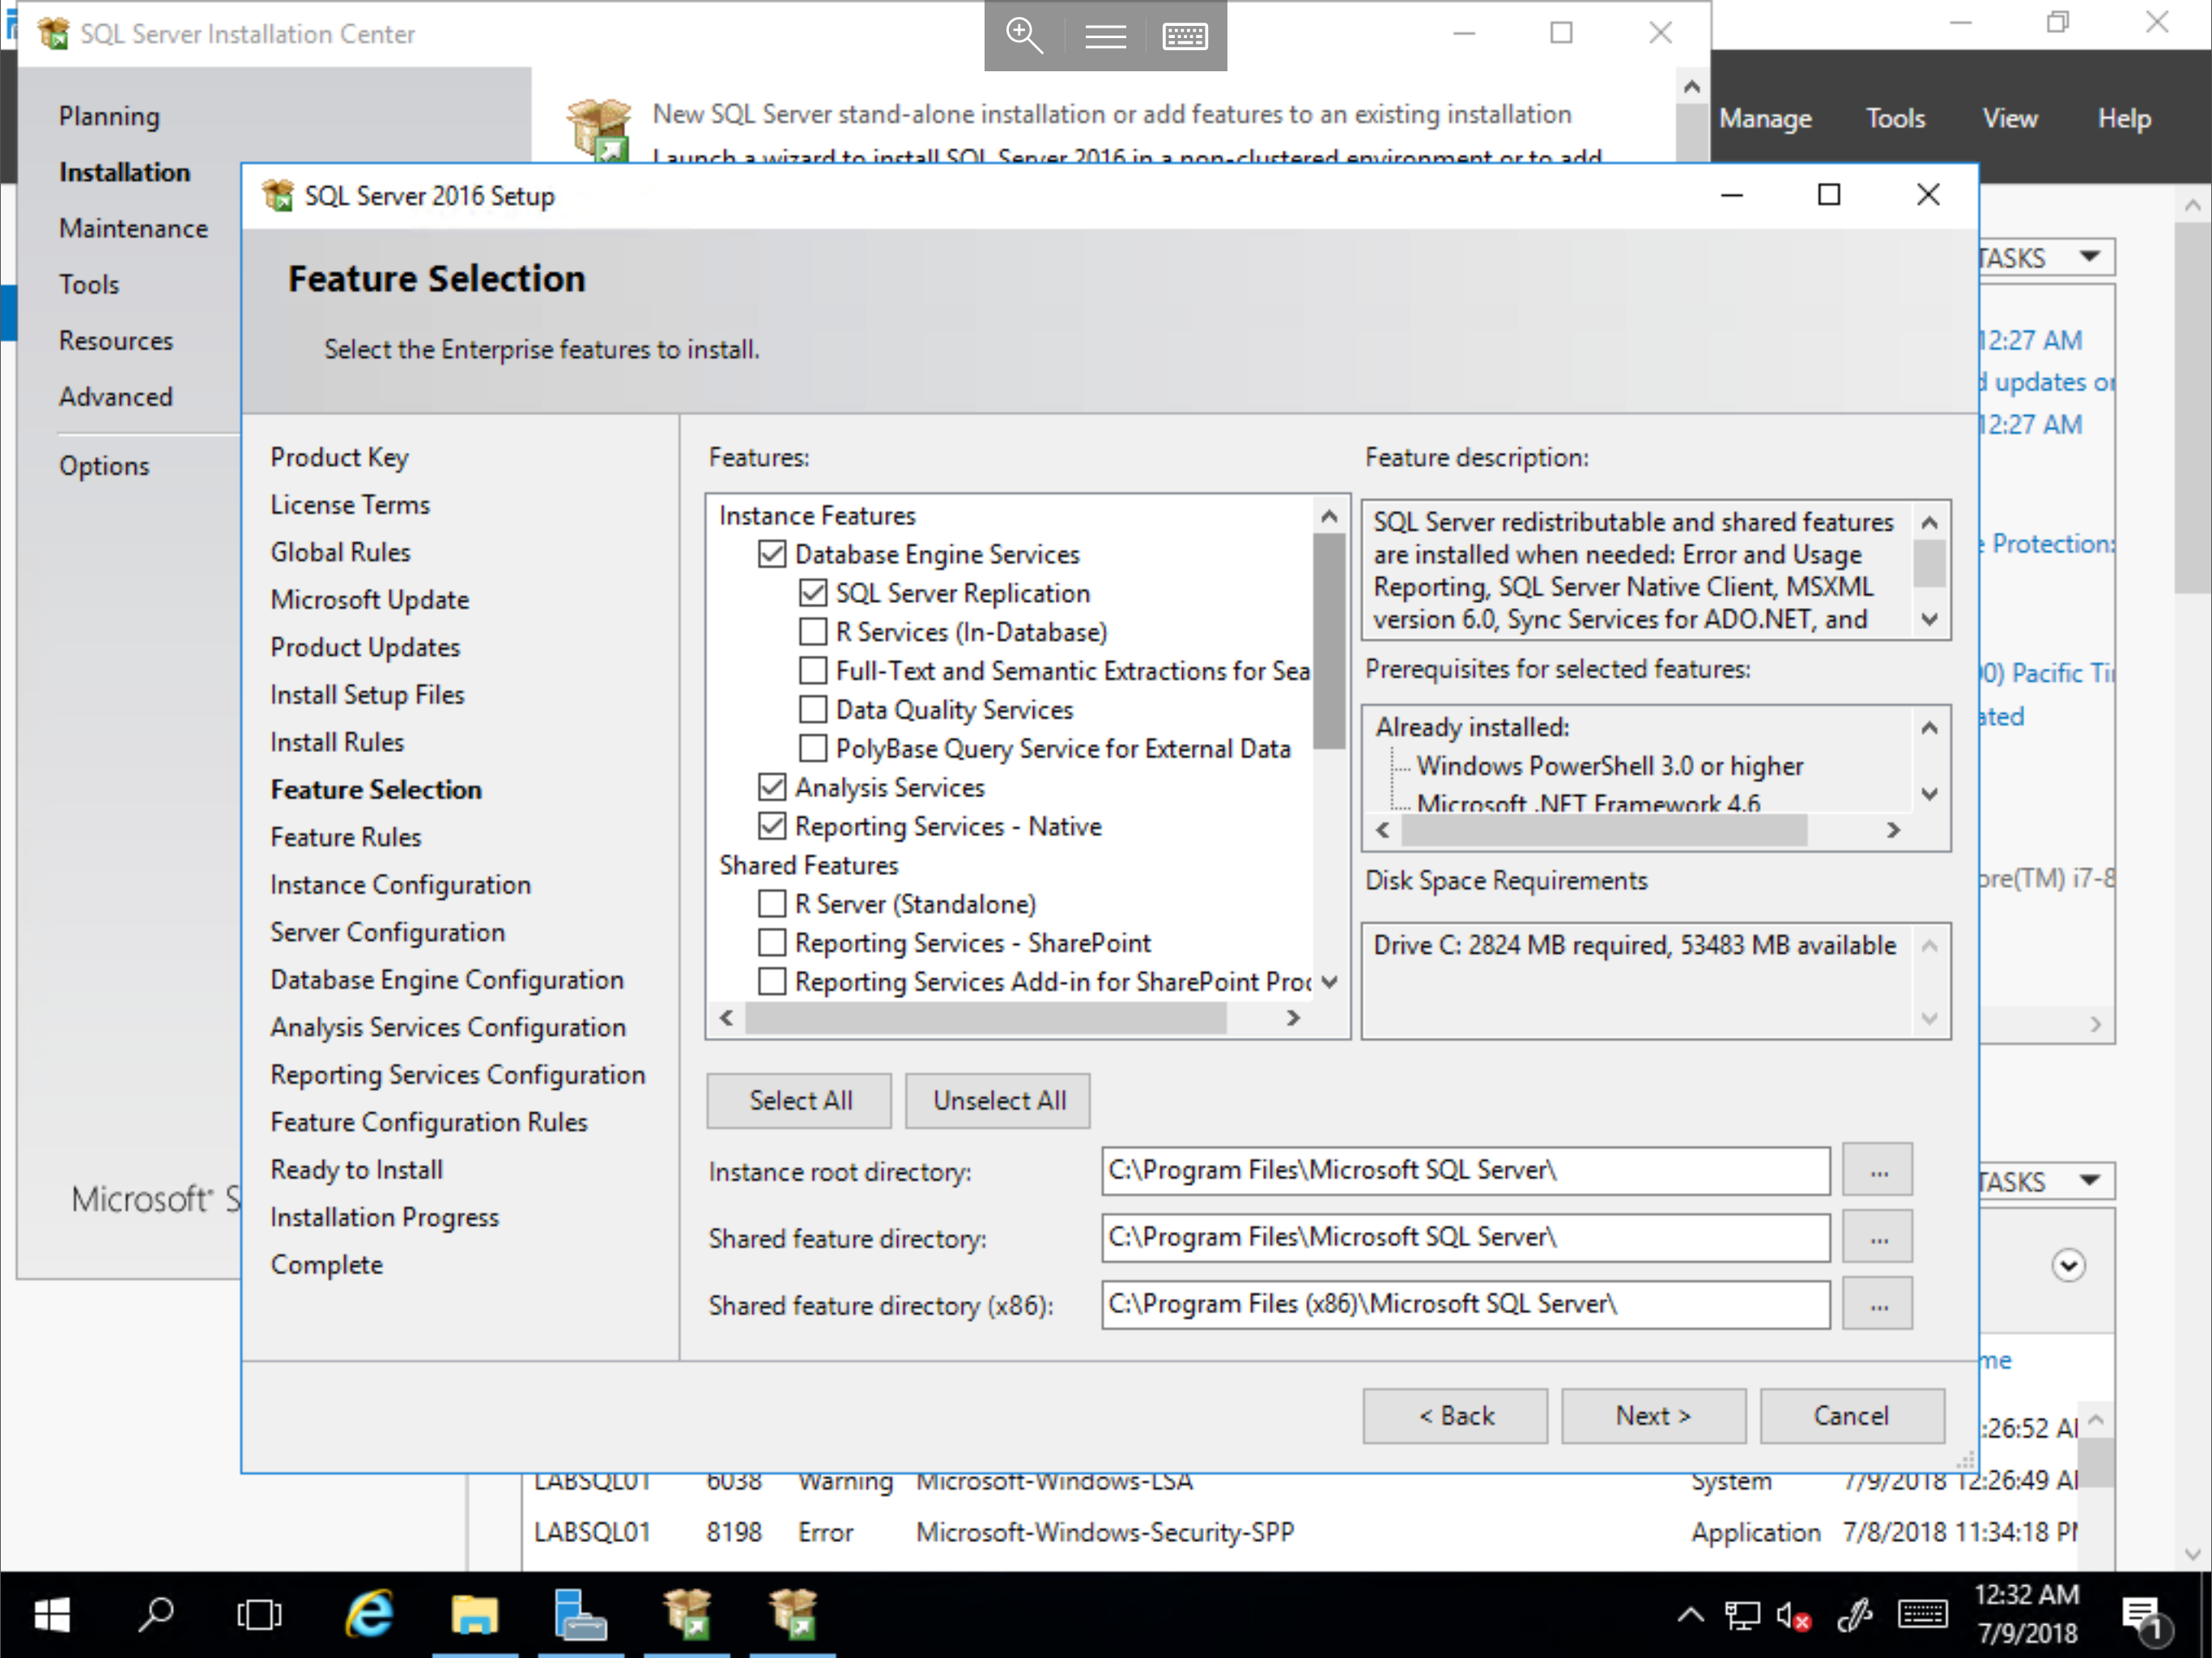 SQL Server Installation Center
Planning
Installation
Maintenance
Tools
Resources
Advanced
Options
New SQL Server stand-alone installation or add features to an existing installation
Launch a wizard to install SQL Server 2016 in a non-clustered environment or to add
Manage Tools View Help
SQL Server 2016 Setup
Feature Selection
Select the Enterprise features to install.
Product Key
License Terms
Global Rules
Microsoft Update
Product Updates
Install Setup Files
Install Rules
Feature Selection
Feature Rules
Instance Configuration
Server Configuration
Database Engine Configuration
Analysis Services Configuration
Reporting Services Configuration
Feature Configuration Rules
Ready to Install
Installation Progress
Complete
Features:
Instance Features
Database Engine Services
SQL Server Replication
R Services (In-Database)
Full-Text and Semantic Extractions for Sea
Data Quality Services
PolyBase Query Service for External Data
Analysis Services
Reporting Services - Native
Shared Features
R Server (Standalone)
Reporting Services - SharePoint
Reporting Services Add-in for SharePoint Proc
Feature description:
SQL Server redistributable and shared features
are installed when needed: Error and Usage
Reporting, SQL Server Native Client, MSXML
version 6.0, Sync Services for ADO.NET, and
Prerequisites for selected features:
Already installed:
Windows PowerShell 3.0 or higher
Microsoft .NET Framework 4.6
Disk Space Requirements
Drive C: 2824 MB required, 53483 MB available
Select All Unselect All
Instance root directory: C:\Program Files\Microsoft SQL Server\ ...
Shared feature directory: C:\Program Files\Microsoft SQL Server\ ...
Shared feature directory (x86): C:\Program Files (x86)\Microsoft SQL Server\ ...
< Back Next > Cancel
Microsoft® S
TASKS
12:27 AM
d updates or
12:27 AM
e Protection:
00) Pacific Ti
ated
ore(TM) i7-8
TASKS
me
:26:52 A
LABSQL01 6038 Warning Microsoft-Windows-LSA System 7/9/2018 12:26:49 A
LABSQL01 8198 Error Microsoft-Windows-Security-SPP Application 7/8/2018 11:34:18 P
12:32 AM
7/9/2018
1